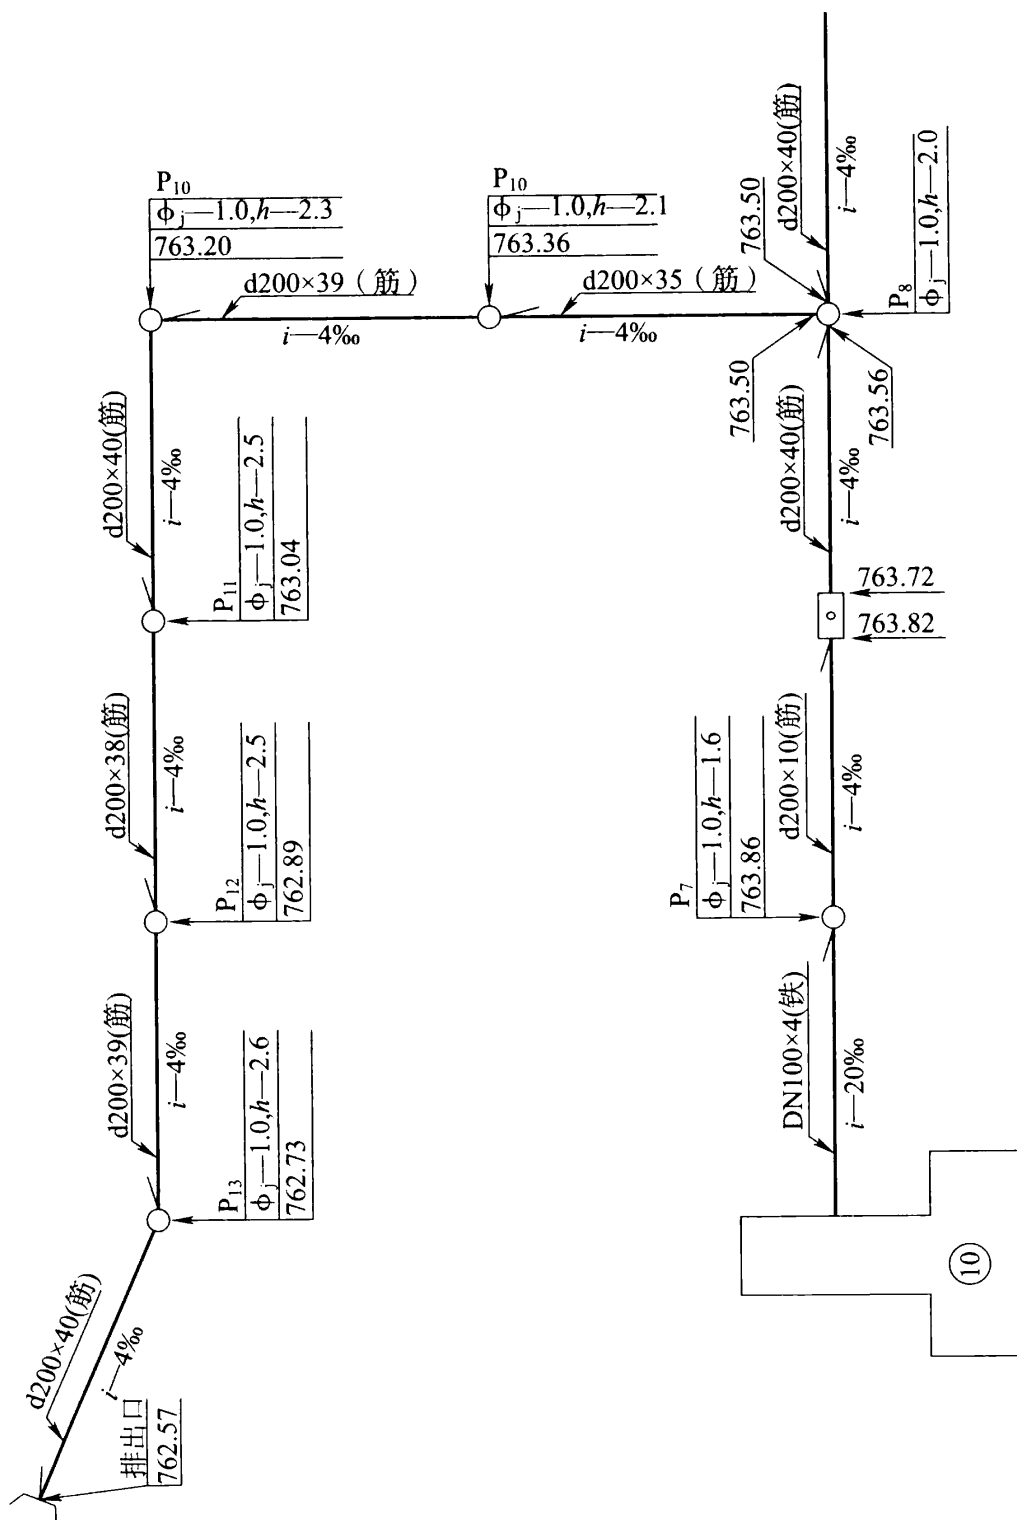 P10
ϕj—1.0,h—2.3
763.20
d200×39（筋）
i—4‰
P10
ϕj—1.0,h—2.1
763.36
d200×35（筋）
i—4‰
d200×40(筋)
i—4‰
763.50
P8
ϕj—1.0,h—2.0
763.50
763.56
d200×40(筋)
i—4‰
763.72
763.82
d200×10(筋)
i—4‰
P7
ϕj—1.0,h—1.6
763.86
DN100×4(铁)
i—20‰
10
d200×40(筋)
i—4‰
P11
ϕj—1.0,h—2.5
763.04
d200×38(筋)
i—4‰
P12
ϕj—1.0,h—2.5
762.89
d200×39(筋)
i—4‰
P13
ϕj—1.0,h—2.6
762.73
d200×40(筋)
i—4‰
排出口
762.57